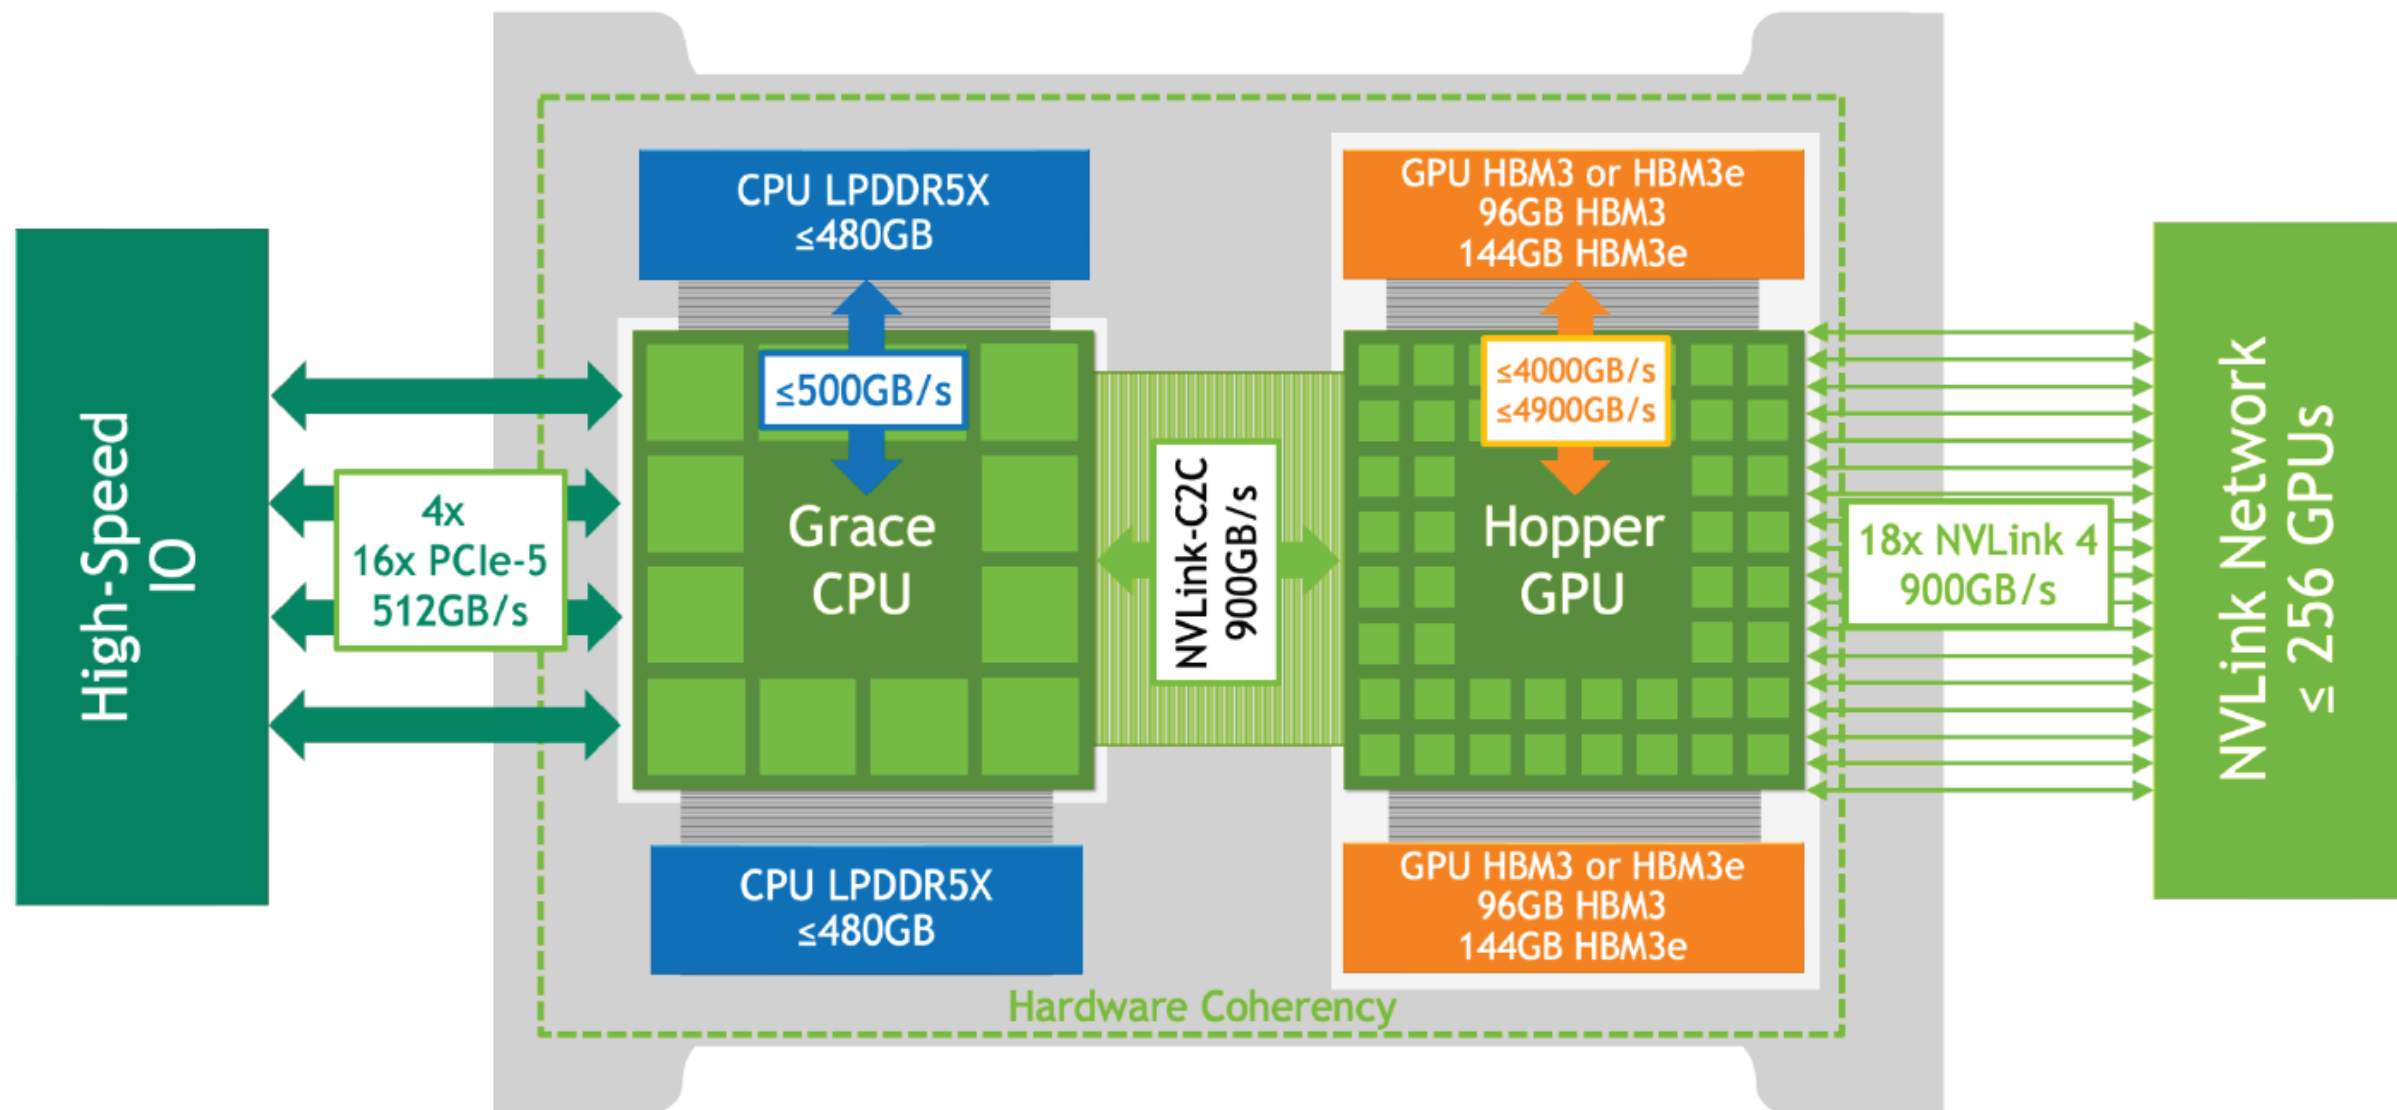 High-Speed
IO
4x
16x PCIe-5
512GB/s
CPU LPDDR5X
≤480GB
≤500GB/s
Grace
CPU
CPU LPDDR5X
≤480GB
NVLink-C2C
900GB/s
GPU HBM3 or HBM3e
96GB HBM3
144GB HBM3e
≤4000GB/s
≤4900GB/s
Hopper
GPU
GPU HBM3 or HBM3e
96GB HBM3
144GB HBM3e
Hardware Coherency
18x NVLink 4
900GB/s
NVLink Network
≤ 256 GPUs